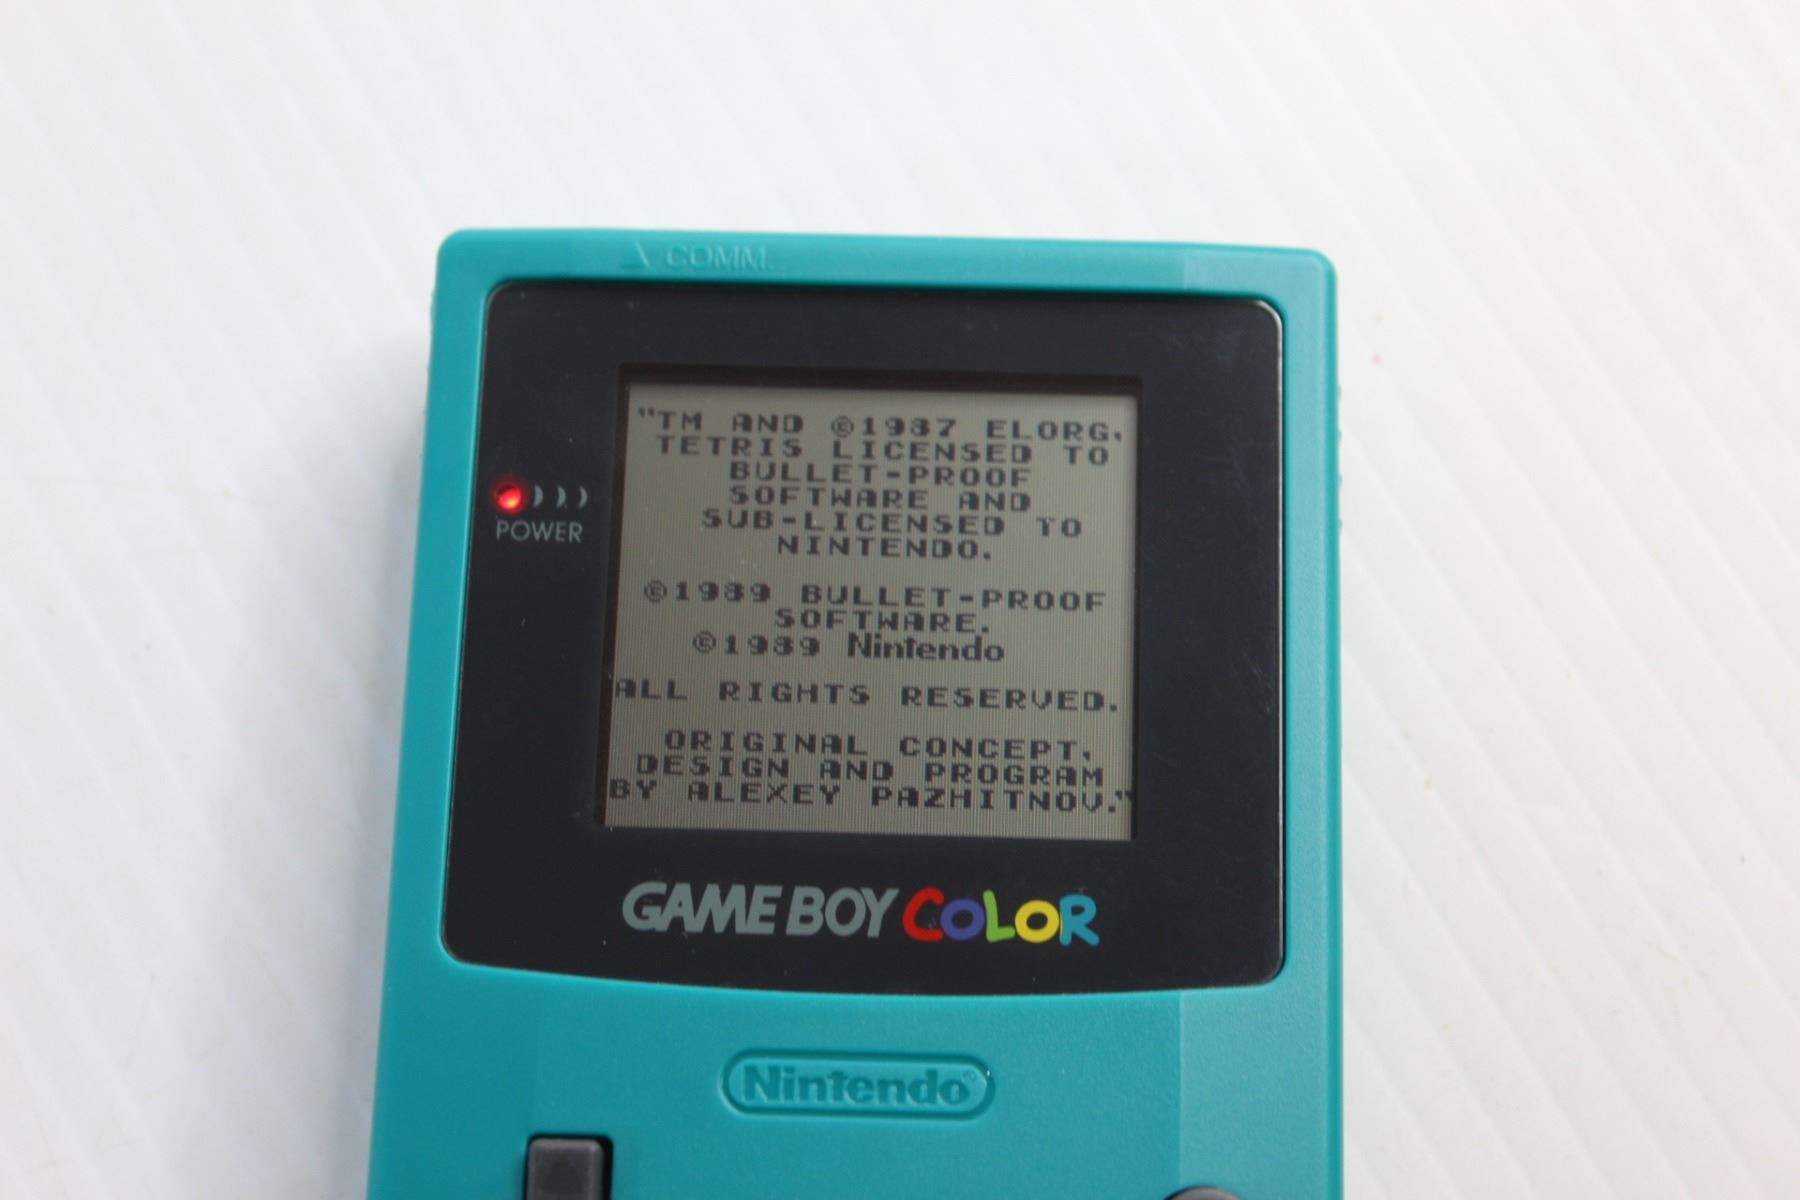 COMM.
"TM AND ©1987 ELORG,
TETRIS LICENSED TO
BULLET-PROOF
SOFTWARE AND
SUB-LICENSED TO
NINTENDO.
©1989 BULLET-PROOF
SOFTWARE.
©1989 Nintendo
ALL RIGHTS RESERVED.
ORIGINAL CONCEPT,
DESIGN AND PROGRAM
BY ALEXEY PAZHITNOV."
POWER
GAME BOY COLOR
Nintendo®